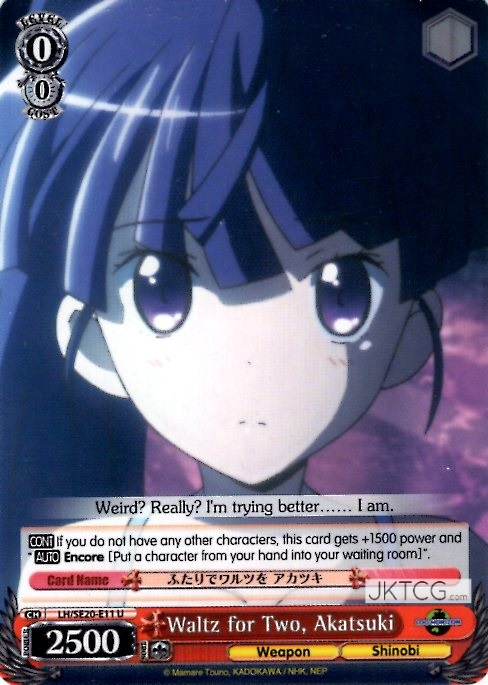 LEVEL
0
0
COST
Weird? Really? I'm trying better...... I am.
CONT If you do not have any other characters, this card gets +1500 power and
"AUTO Encore [Put a character from your hand into your waiting room]".
Card Name ふたりでワルツを アカツキ
JKTCG.com
CH LH/SE20-E11 U
POWER 2500 SOUL
Waltz for Two, Akatsuki
Weapon Shinobi
© Mamare Touno, KADOKAWA / NHK, NEP